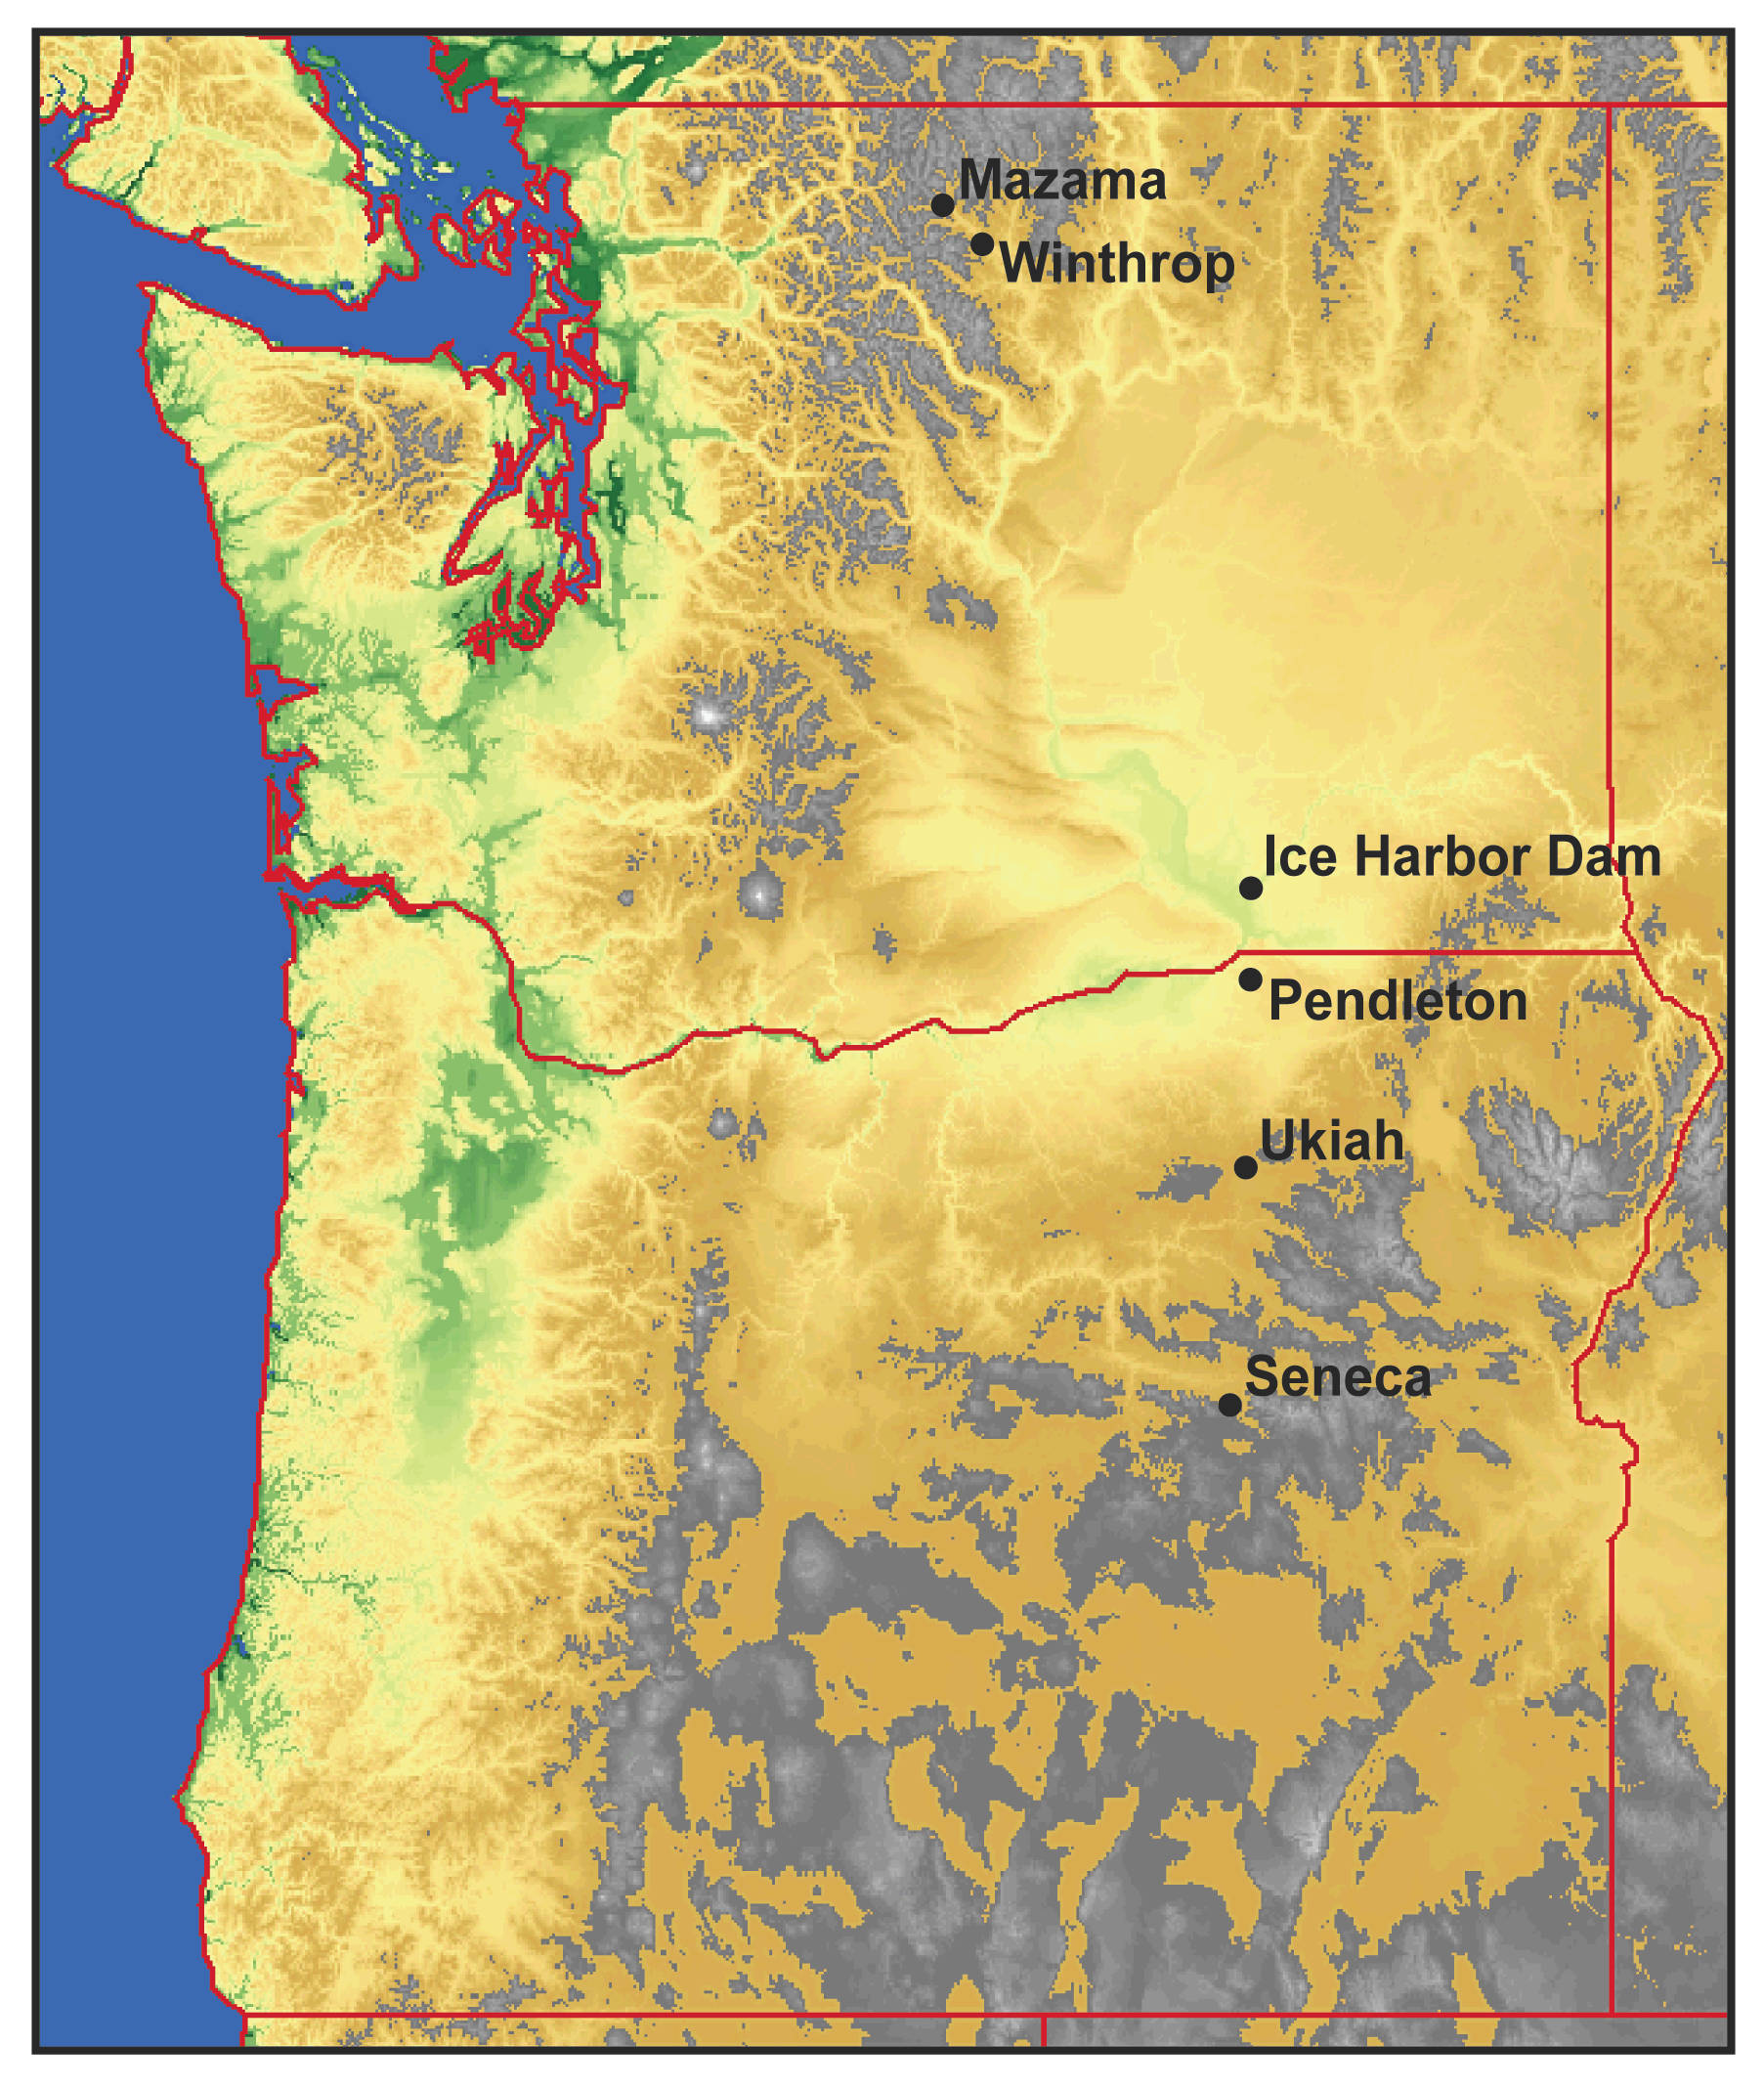 Mazama
Winthrop
Ice Harbor Dam
Pendleton
Ukiah
Seneca